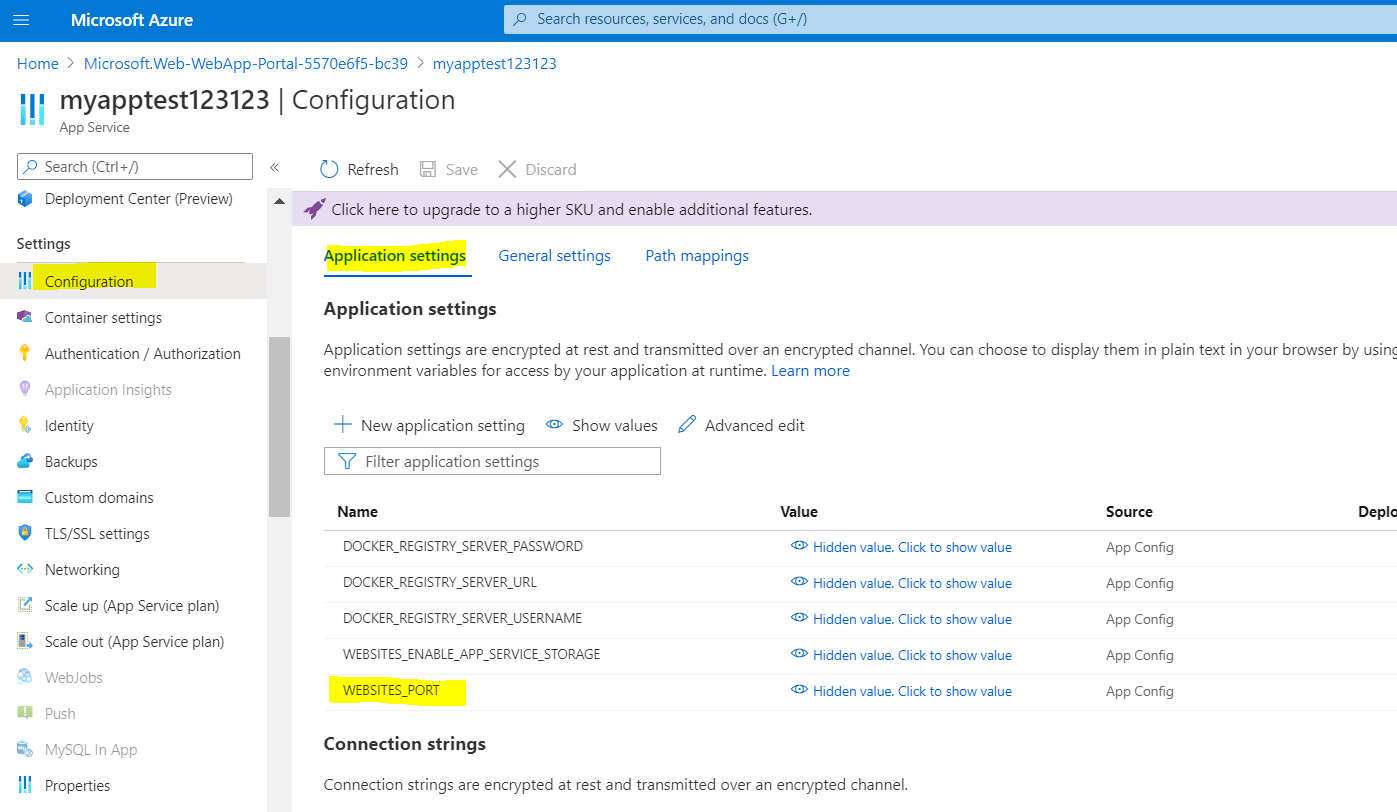 Microsoft Azure
Search resources, services, and docs (G+/)
Home > Microsoft.Web-WebApp-Portal-5570e6f5-bc39 > myapptest123123
myapptest123123 | Configuration
App Service
Search (Ctrl+/)
«
Refresh
Save
Discard
Deployment Center (Preview)
Settings
Configuration
Container settings
Authentication / Authorization
Application Insights
Identity
Backups
Custom domains
TLS/SSL settings
Networking
Scale up (App Service plan)
Scale out (App Service plan)
WebJobs
Push
MySQL In App
Properties
Click here to upgrade to a higher SKU and enable additional features.
Application settings
General settings
Path mappings
Application settings
Application settings are encrypted at rest and transmitted over an encrypted channel. You can choose to display them in plain text in your browser by using
environment variables for access by your application at runtime. Learn more
New application setting
Show values
Advanced edit
Filter application settings
Name Value Source Deplo
DOCKER_REGISTRY_SERVER_PASSWORD Hidden value. Click to show value App Config
DOCKER_REGISTRY_SERVER_URL Hidden value. Click to show value App Config
DOCKER_REGISTRY_SERVER_USERNAME Hidden value. Click to show value App Config
WEBSITES_ENABLE_APP_SERVICE_STORAGE Hidden value. Click to show value App Config
WEBSITES_PORT Hidden value. Click to show value App Config
Connection strings
Connection strings are encrypted at rest and transmitted over an encrypted channel.